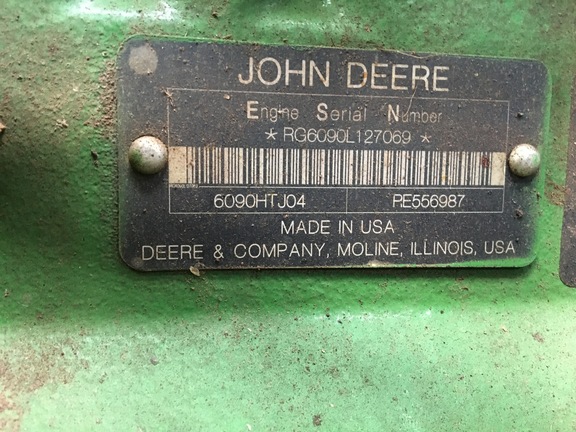 JOHN DEERE
Engine Serial Number
*RG6090L127069*
6090HTJ04 PE556987
MADE IN USA
DEERE & COMPANY, MOLINE, ILLINOIS, USA